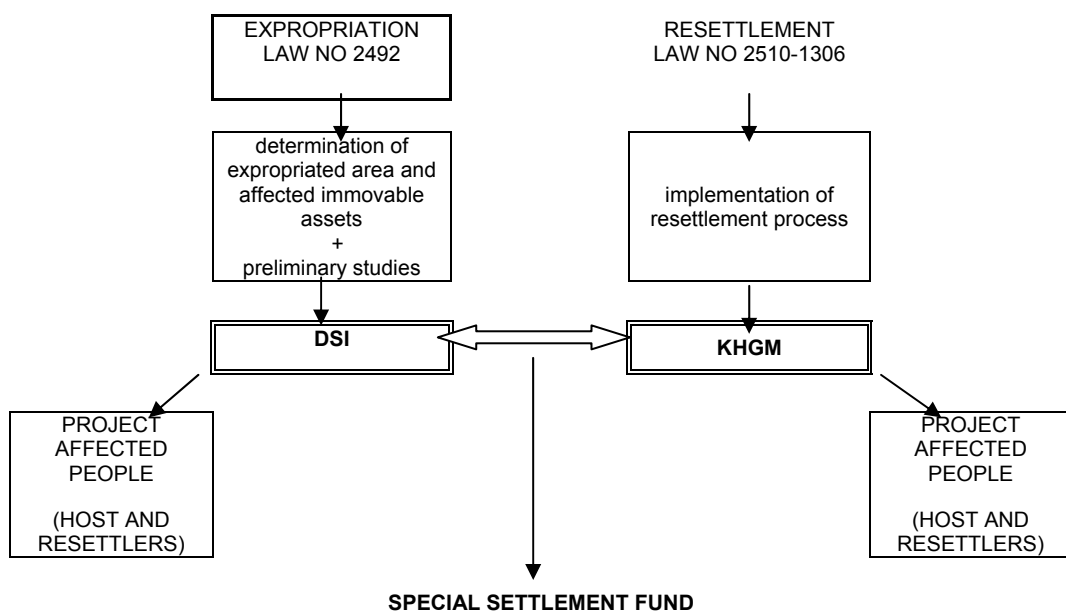 EXPROPRIATION
LAW NO 2492
RESETTLEMENT
LAW NO 2510-1306
determination of
expropriated area and
affected immovable
assets
+
preliminary studies
implementation of
resettlement process
DSI
KHGM
PROJECT
AFFECTED
PEOPLE
(HOST AND
RESETTLERS)
PROJECT
AFFECTED
PEOPLE
(HOST AND
RESETTLERS)
SPECIAL SETTLEMENT FUND